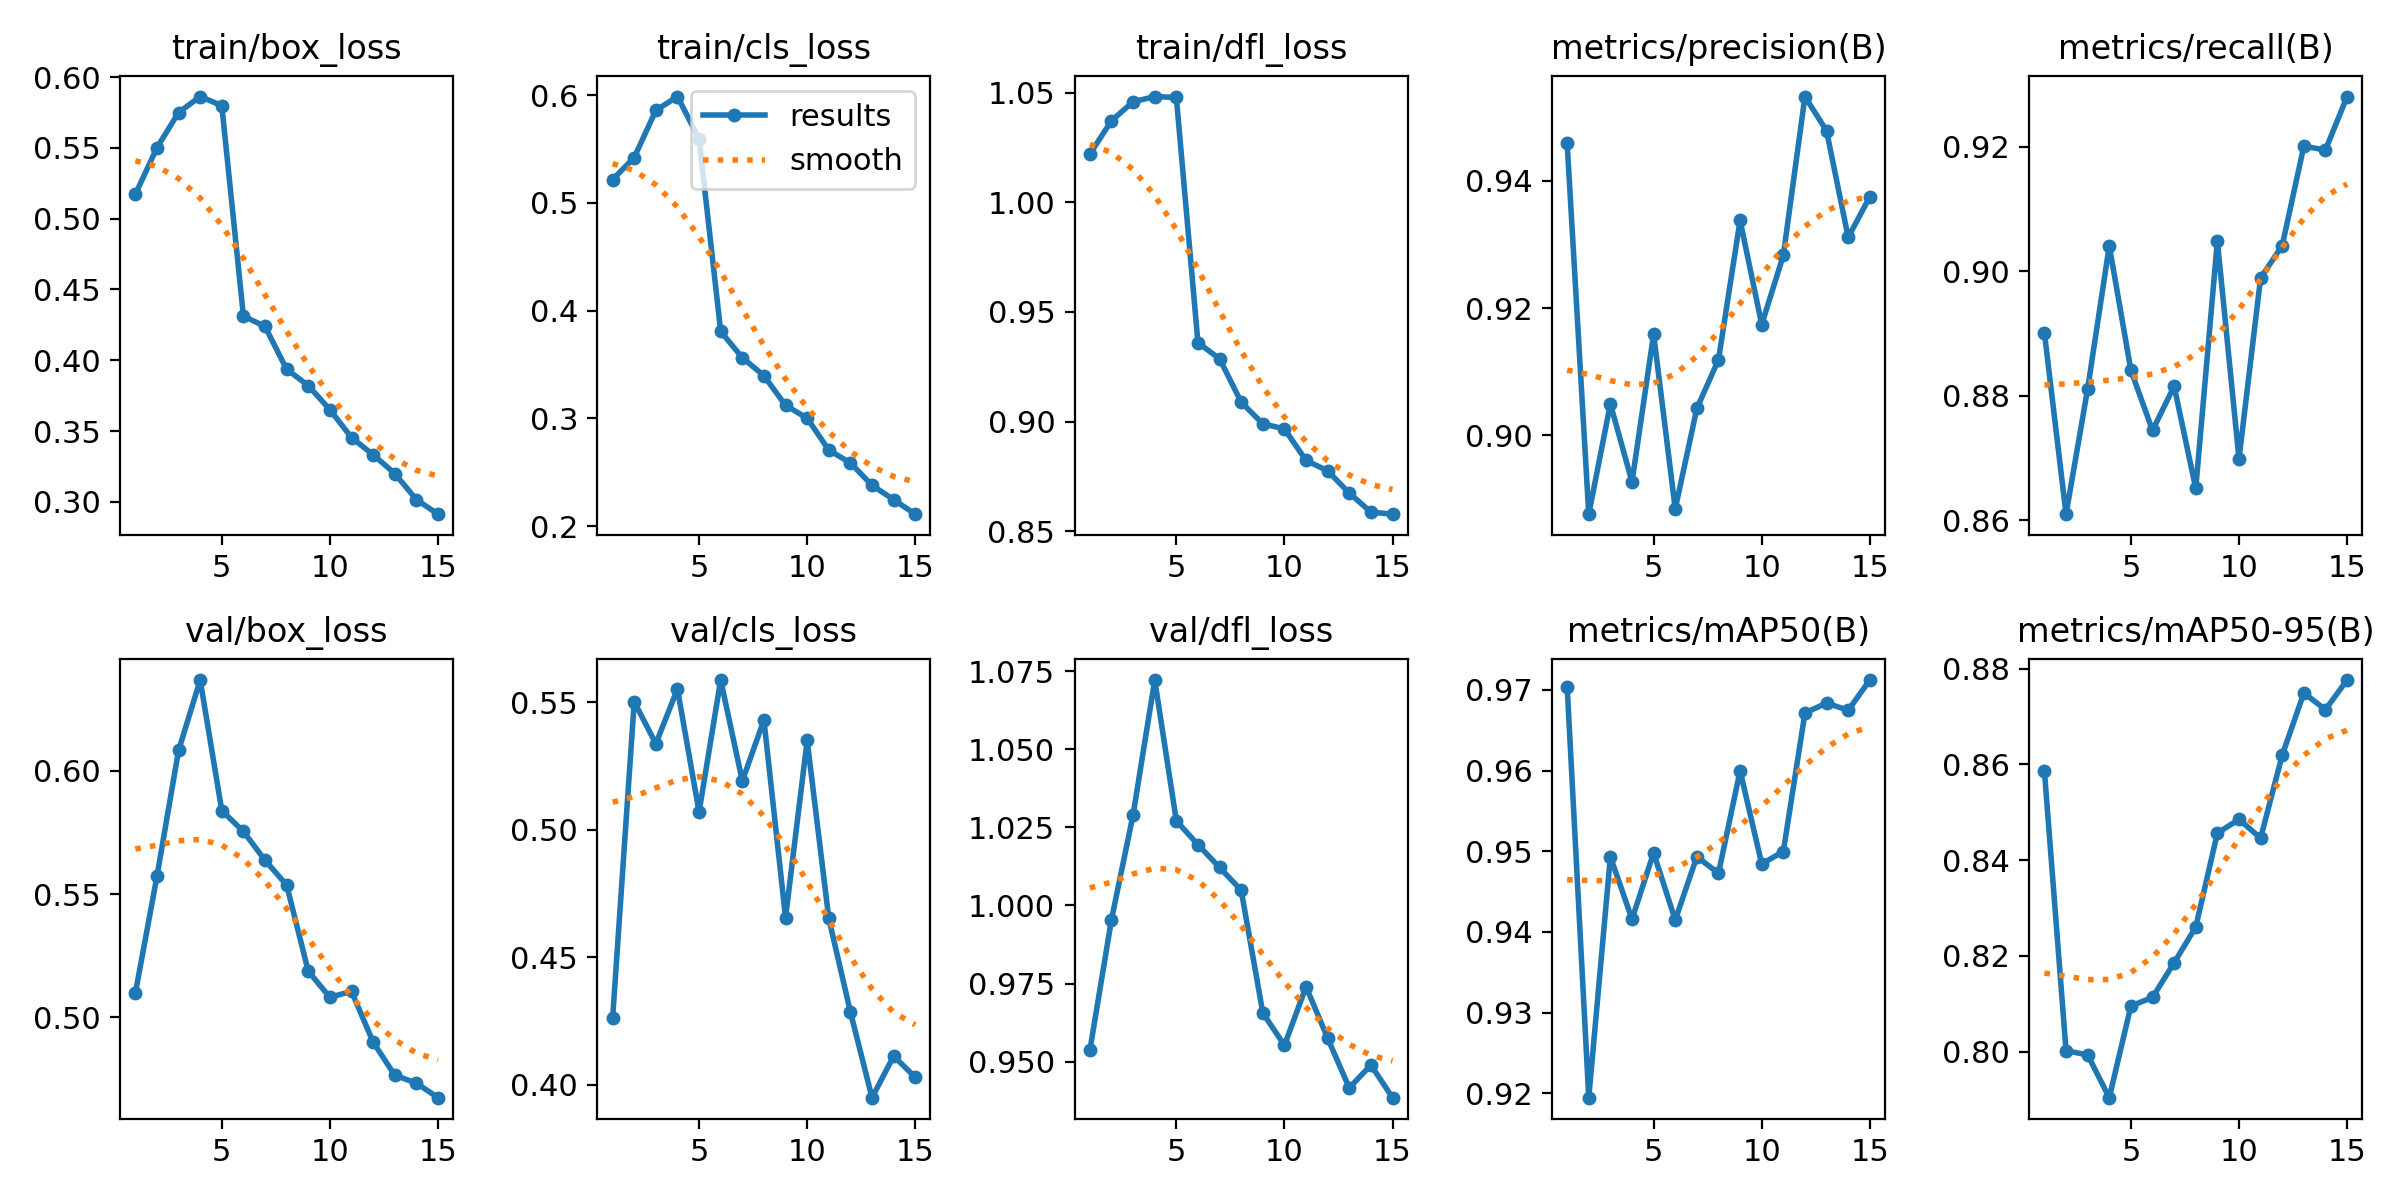 train/box_loss
0.60
0.55
0.50
0.45
0.40
0.35
0.30
5 10 15
train/cls_loss
0.6
0.5
0.4
0.3
0.2
results
smooth
5 10 15
train/dfl_loss
1.05
1.00
0.95
0.90
0.85
5 10 15
metrics/precision(B)
0.94
0.92
0.90
5 10 15
metrics/recall(B)
0.92
0.90
0.88
0.86
5 10 15
val/box_loss
0.60
0.55
0.50
5 10 15
val/cls_loss
0.55
0.50
0.45
0.40
5 10 15
val/dfl_loss
1.075
1.050
1.025
1.000
0.975
0.950
5 10 15
metrics/mAP50(B)
0.97
0.96
0.95
0.94
0.93
0.92
5 10 15
metrics/mAP50-95(B)
0.88
0.86
0.84
0.82
0.80
5 10 15